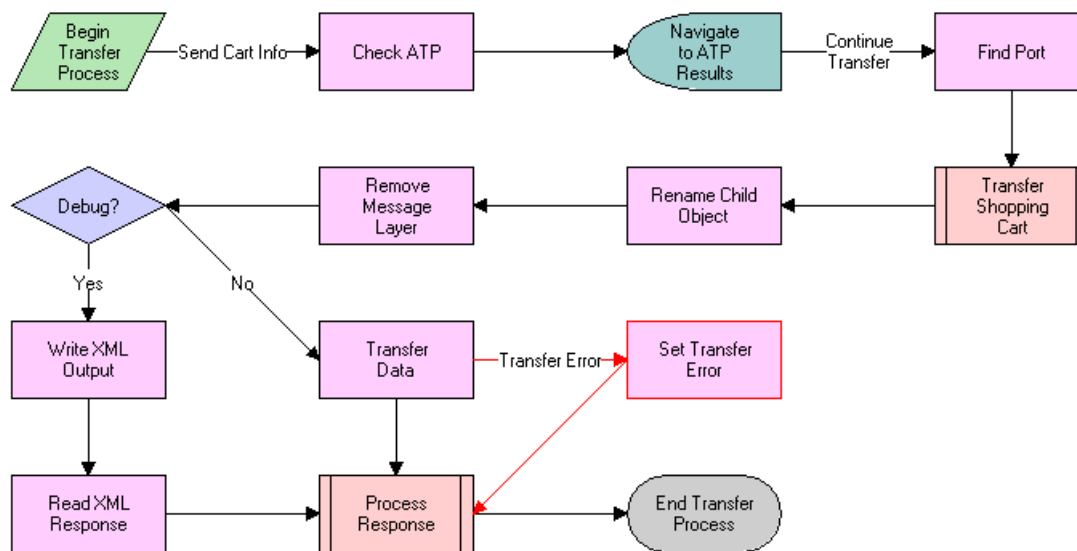 Begin
Transfer
Process
Send Cart Info
Check ATP
Navigate
to ATP
Results
Continue
Transfer
Find Port
Debug?
Remove
Message
Layer
Rename Child
Object
Transfer
Shopping
Cart
Yes
No
Write XML
Output
Transfer
Data
Transfer Error
Set Transfer
Error
Read XML
Response
Process
Response
End Transfer
Process